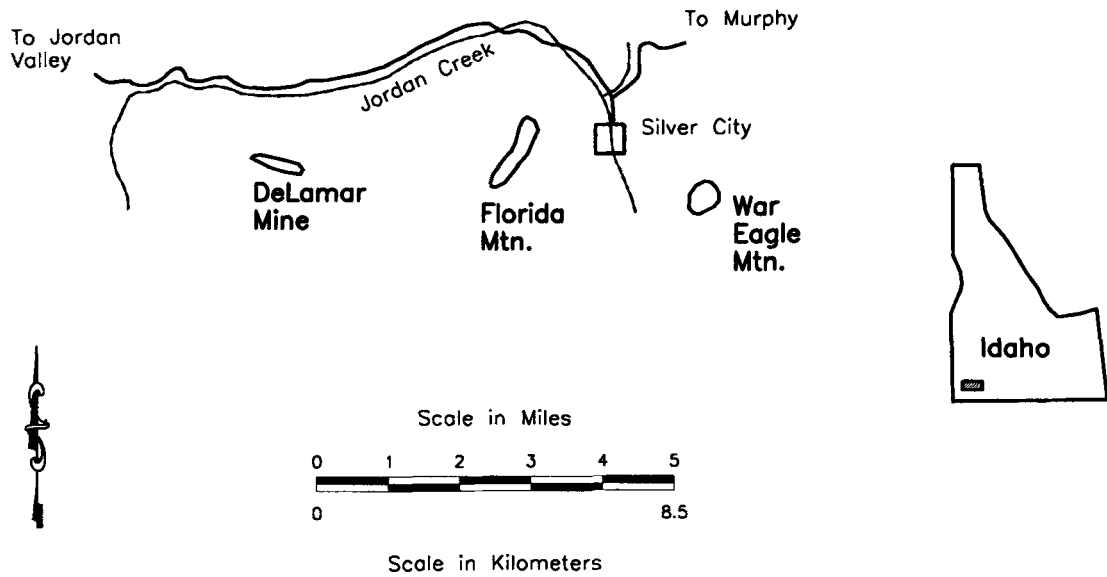 To Jordan
Valley
To Murphy
Jordan Creek
Silver City
DeLamar
Mine
Florida
Mtn.
War
Eagle
Mtn.
Idaho
Scale in Miles
0 1 2 3 4 5
0 8.5
Scale in Kilometers